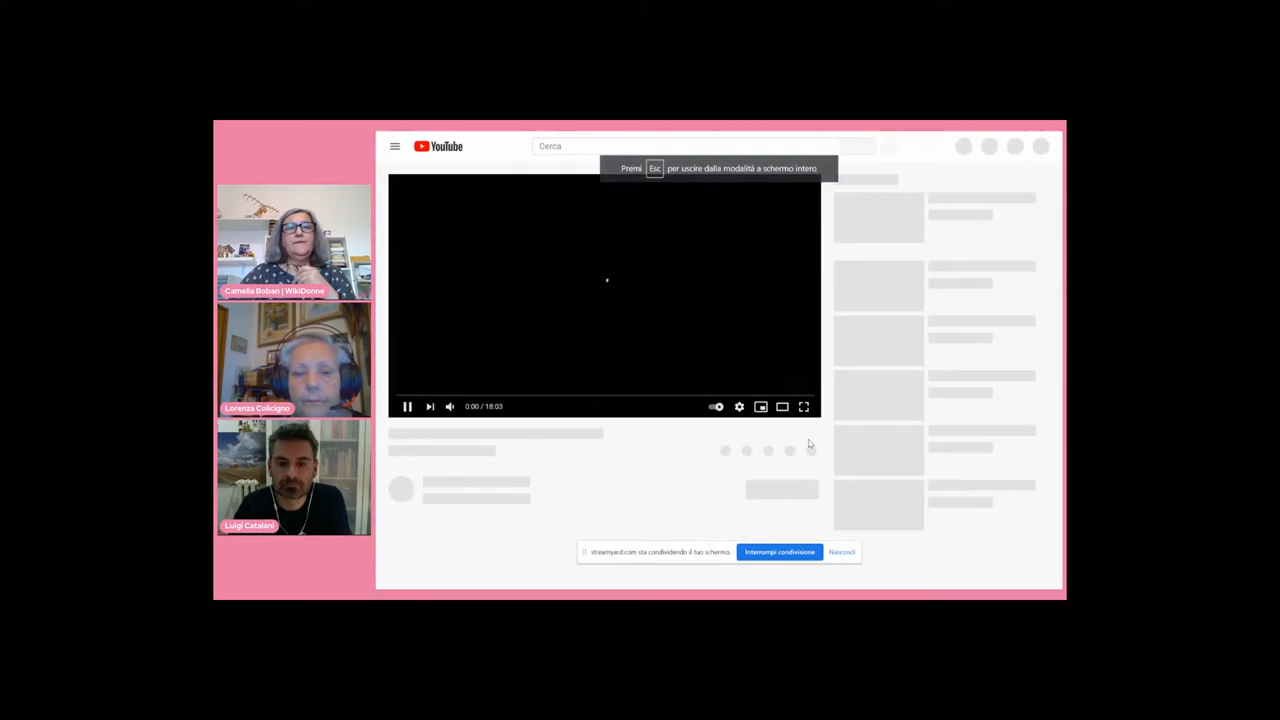 YouTube
Cerca
Premi Esc per uscire dalla modalità a schermo intero
Camelia Boban | WikiDonne
Lorenza Colicigno
0:00 / 18:03
Luigi Catalani
streamyard.com sta condividendo il tuo schermo.
Interrompi condivisione
Nascondi